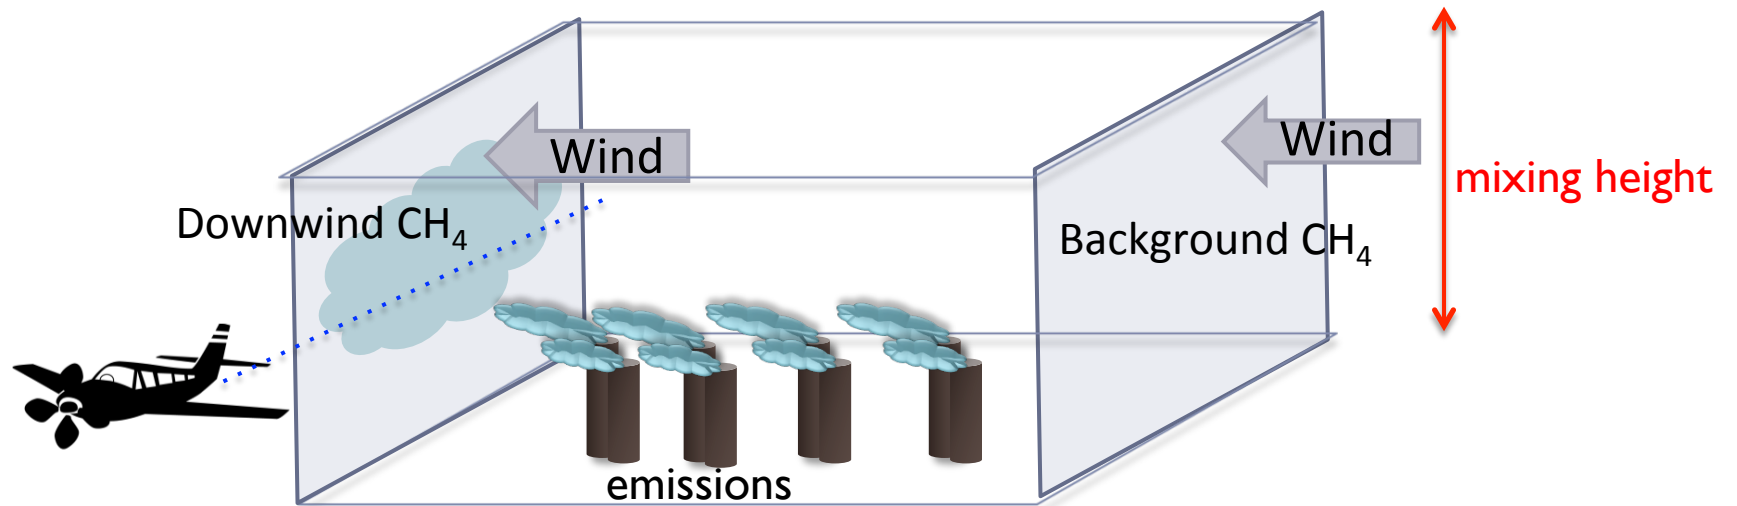 Wind
Wind
mixing height
Downwind CH₄
Background CH₄
emissions